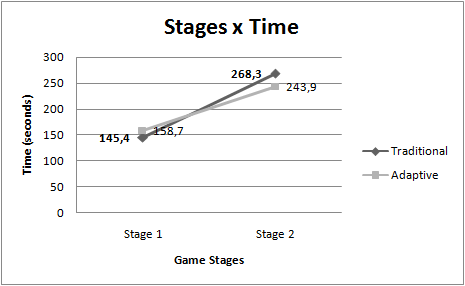 Stages x Time
300
250
200
150
100
50
0
Time (seconds)
268,3
243,9
145,4
158,7
Traditional
Adaptive
Stage 1
Stage 2
Game Stages